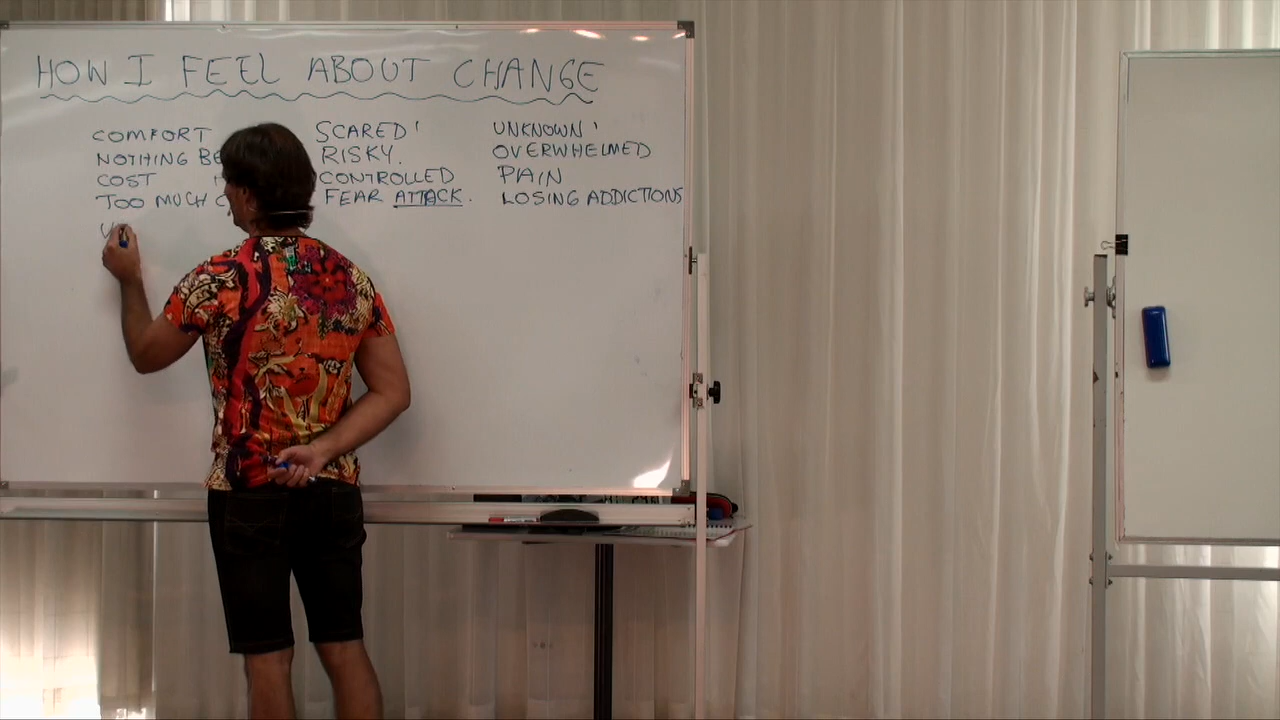 HOW I FEEL ABOUT CHANGE
COMFORT SCARED' UNKNOWN'
NOTHING RISKY. OVERWHELMED
COST CONTROLLED PAIN
TOO MUCH FEAR ATTACK. LOSING ADDICTIONS